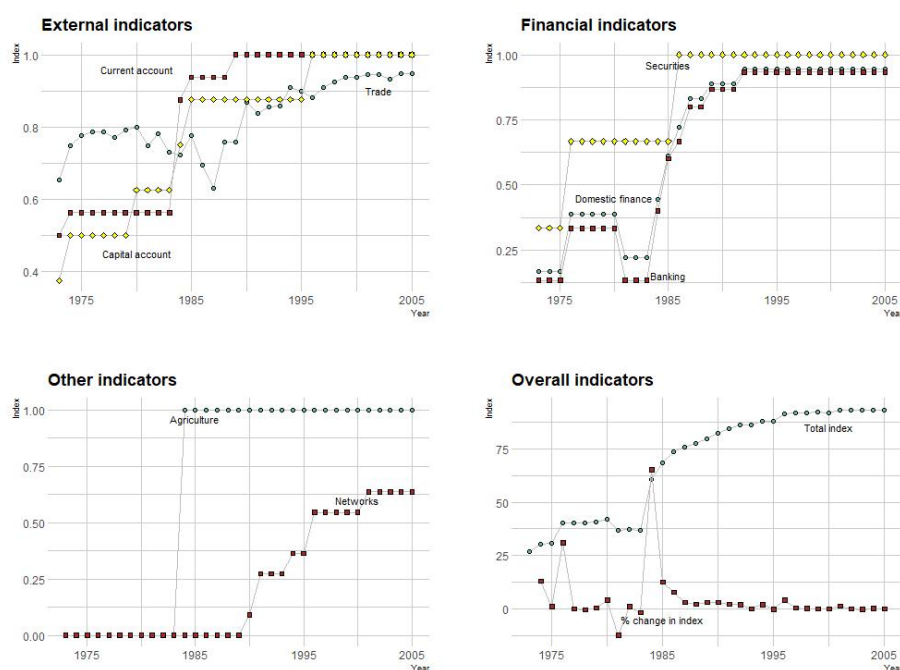 External indicators
Index
1.0
0.8
0.6
0.4
Current account
Trade
Capital account
1975 1985 1995 2005
Year
Financial indicators
Index
1.00
0.75
0.50
0.25
Securities
Domestic finance
Banking
1975 1985 1995 2005
Year
Other indicators
Index
1.00
0.75
0.50
0.25
0.00
Agriculture
Networks
1975 1985 1995 2005
Year
Overall indicators
Index
75
50
25
0
Total index
% change in index
1975 1985 1995 2005
Year